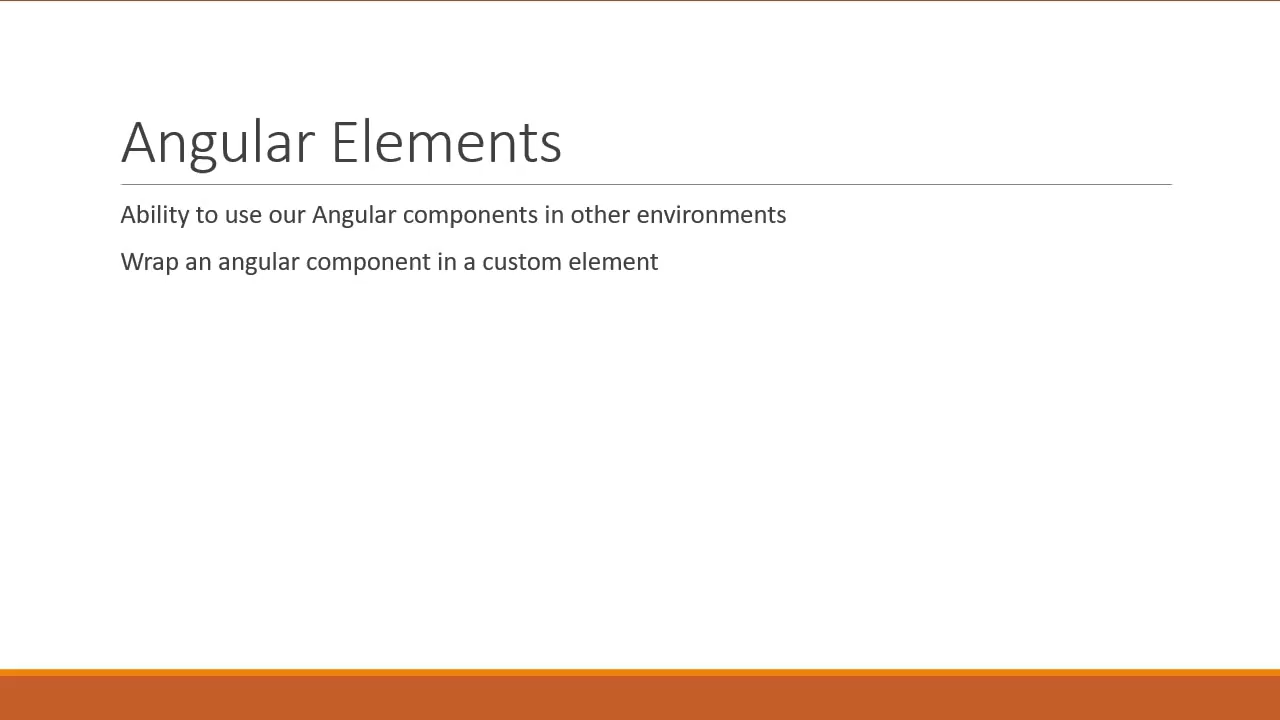 Angular Elements
Ability to use our Angular components in other environments
Wrap an angular component in a custom element